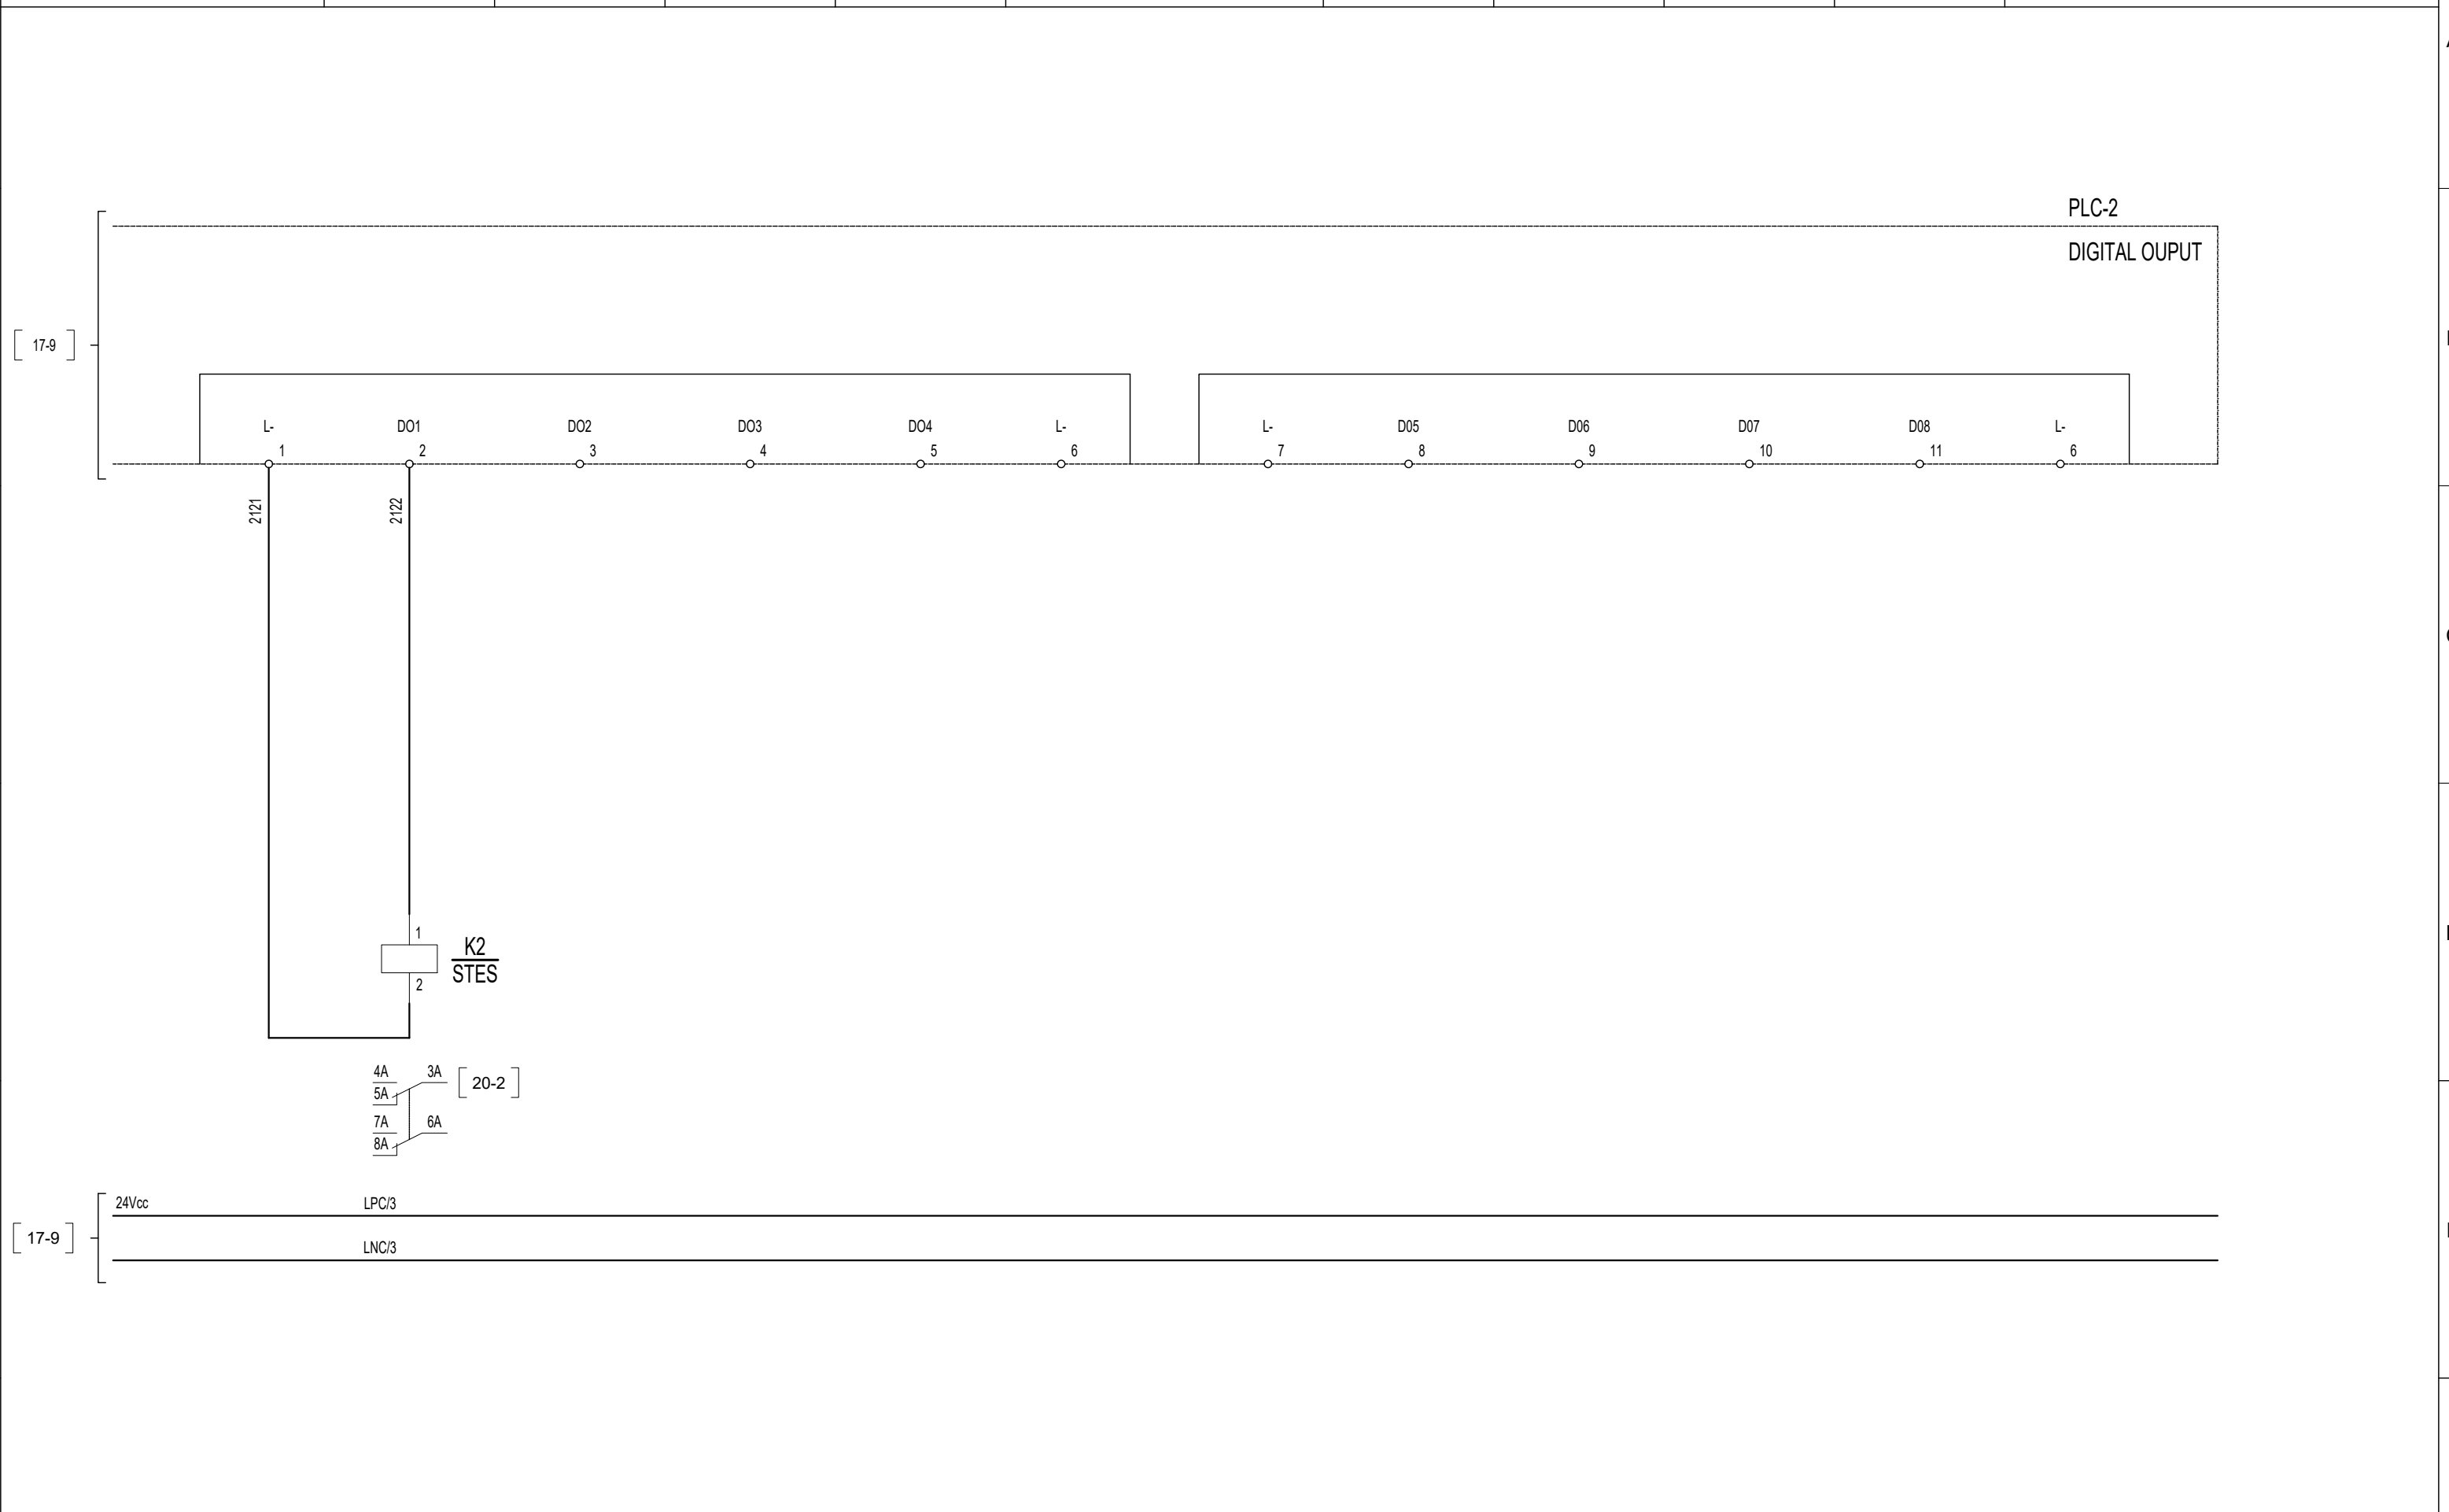 PLC-2
DIGITAL OUPUT
17-9
L- DO1 DO2 DO3 DO4 L- L- D05 D06 D07 D08 L-
1 2 3 4 5 6 7 8 9 10 11 6
2121 2122
1
K2
STES
2
4A 3A
20-2
5A
7A 6A
8A
24Vcc LPC/3
17-9
LNC/3